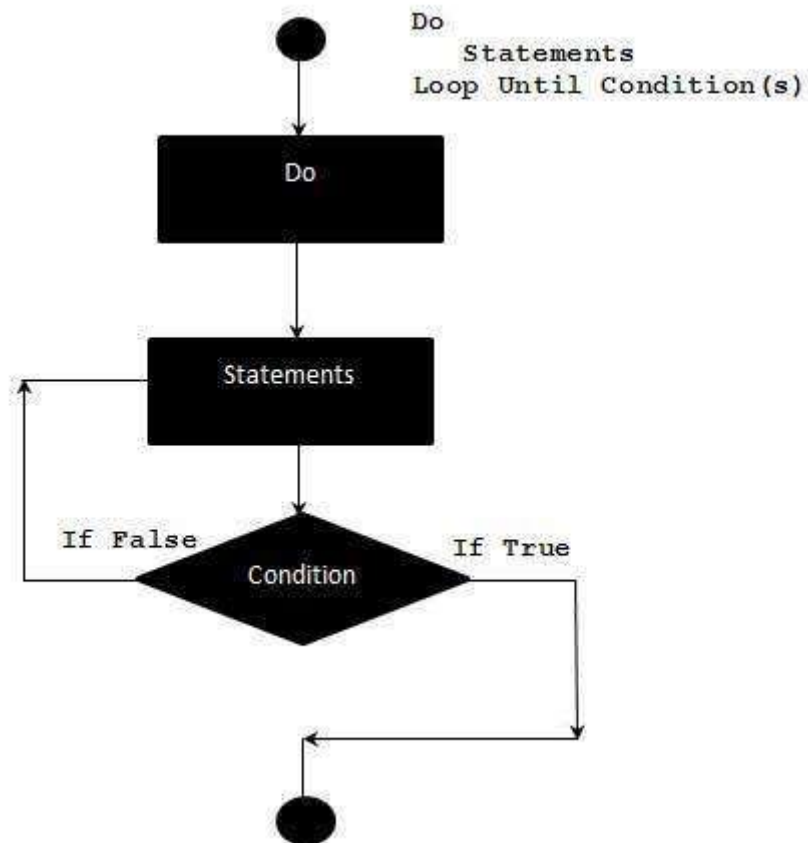 Do
Statements
Loop Until Condition(s)
Do
Statements
If False
If True
Condition